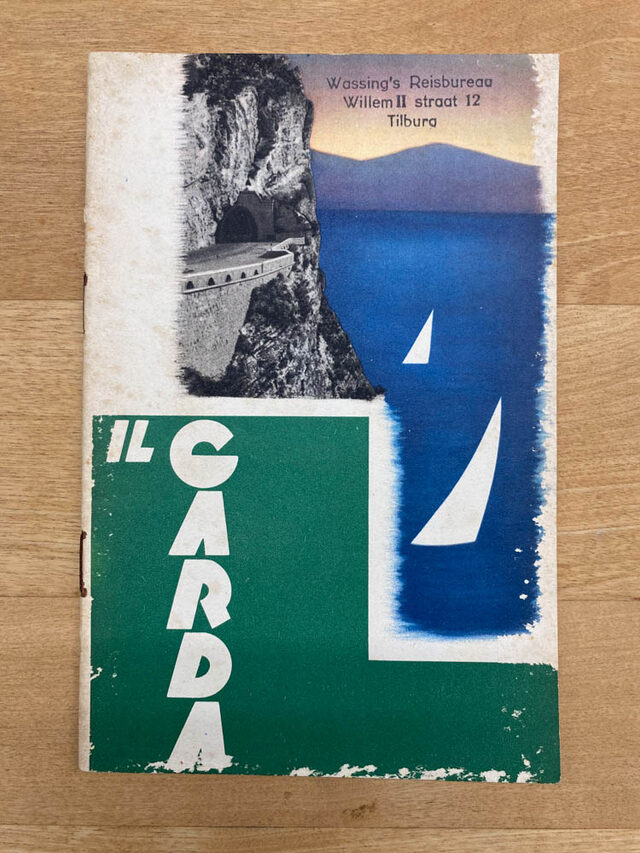 Wassing's Reisbureau
Willem II straat 12
Tilburg
IL
GARDA